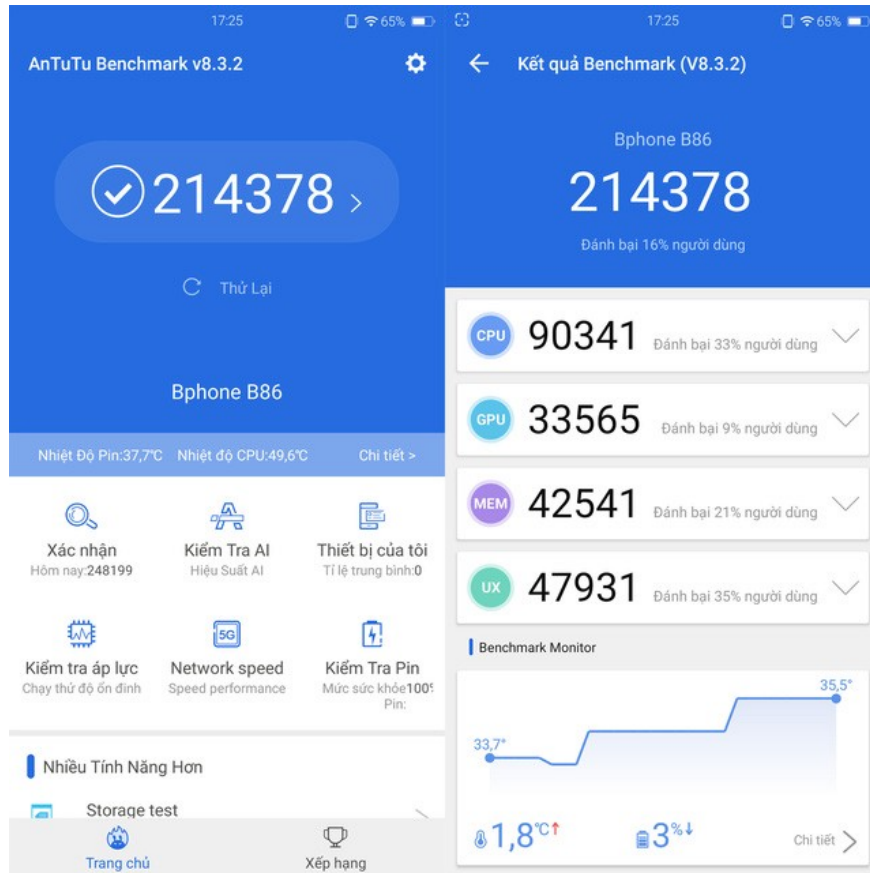 17:25
65%
AnTuTu Benchmark v8.3.2
214378
Thử Lại
Bphone B86
Nhiệt Độ Pin:37,7℃ Nhiệt độ CPU:49,6℃ Chi tiết >
Xác nhận
Hôm nay:248199
Kiểm Tra AI
Hiệu Suất AI
Thiết bị của tôi
Tỉ lệ trung bình:0
5G
Kiểm tra áp lực
Chạy thử độ ổn đinh
Network speed
Speed performance
Kiểm Tra Pin
Mức sức khỏe100%
Pin:
Nhiều Tính Năng Hơn
Storage test
Trang chủ
Xếp hạng
17:25
65%
Kết quả Benchmark (V8.3.2)
Bphone B86
214378
Đánh bại 16% người dùng
CPU 90341 Đánh bại 33% người dùng
GPU 33565 Đánh bại 9% người dùng
MEM 42541 Đánh bại 21% người dùng
UX 47931 Đánh bại 35% người dùng
Benchmark Monitor
35,5°
33,7°
1,8℃↑ 3%↓ Chi tiết